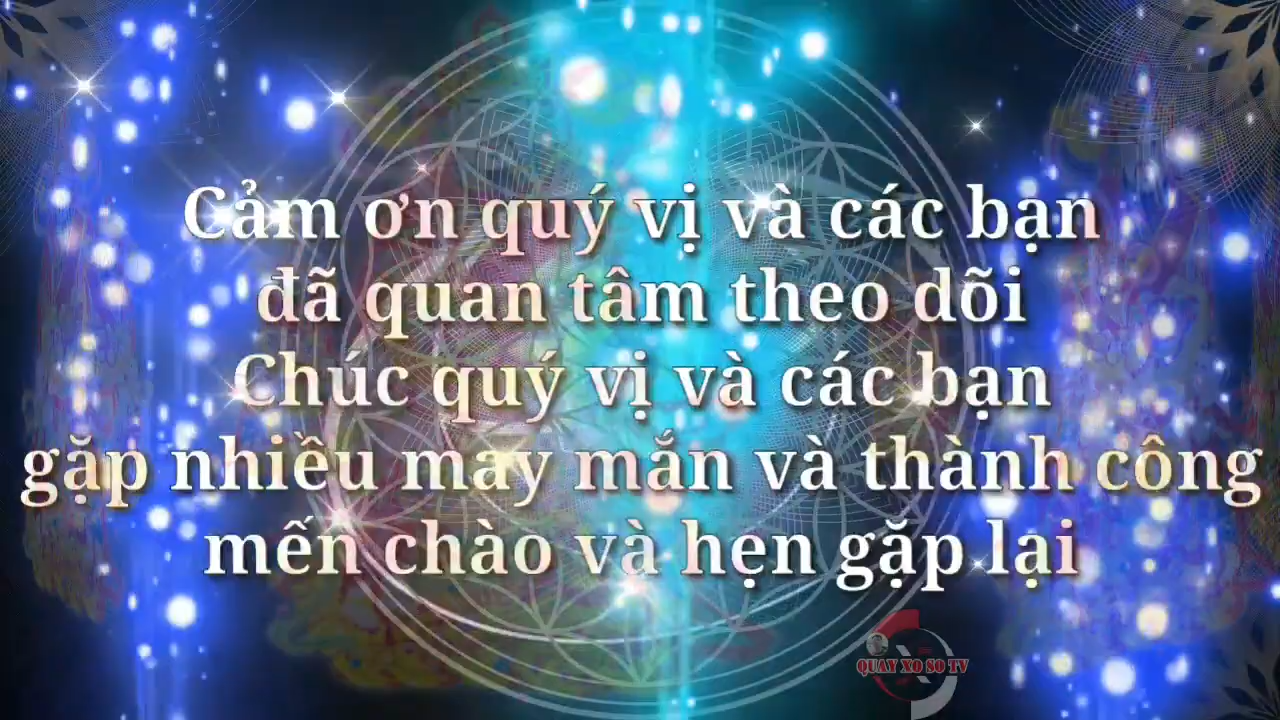 Cảm ơn quý vị và các bạn
đã quan tâm theo dõi
Chúc quý vị và các bạn
gặp nhiều may mắn và thành công
mến chào và hẹn gặp lại
QUAY XO SO TV